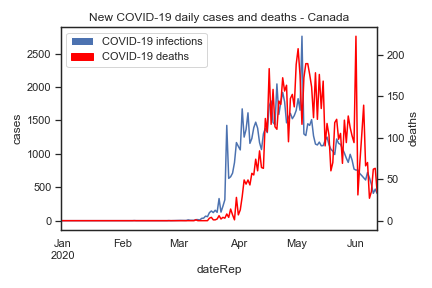 New COVID-19 daily cases and deaths - Canada
COVID-19 infections
COVID-19 deaths
2500
2000
1500
1000
500
0
cases
200
150
100
50
0
deaths
Jan Feb Mar Apr May Jun
2020
dateRep